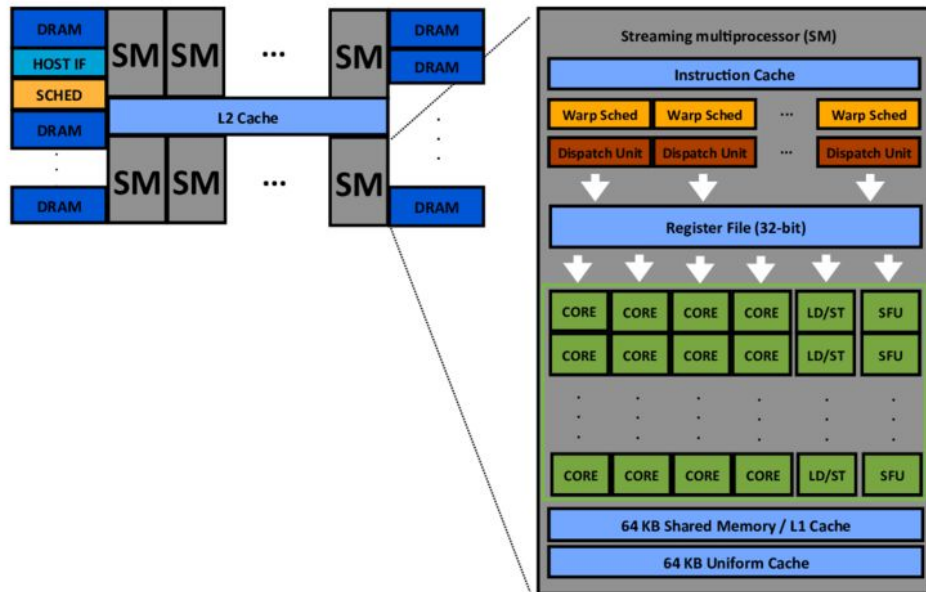 DRAM
HOST IF
SCHED
DRAM
DRAM
SM SM ... SM
L2 Cache
SM SM ... SM
DRAM
DRAM
DRAM
Streaming multiprocessor (SM)
Instruction Cache
Warp Sched Warp Sched ... Warp Sched
Dispatch Unit Dispatch Unit ... Dispatch Unit
Register File (32-bit)
CORE CORE CORE CORE LD/ST SFU
CORE CORE CORE CORE LD/ST SFU
CORE CORE CORE CORE LD/ST SFU
64 KB Shared Memory / L1 Cache
64 KB Uniform Cache